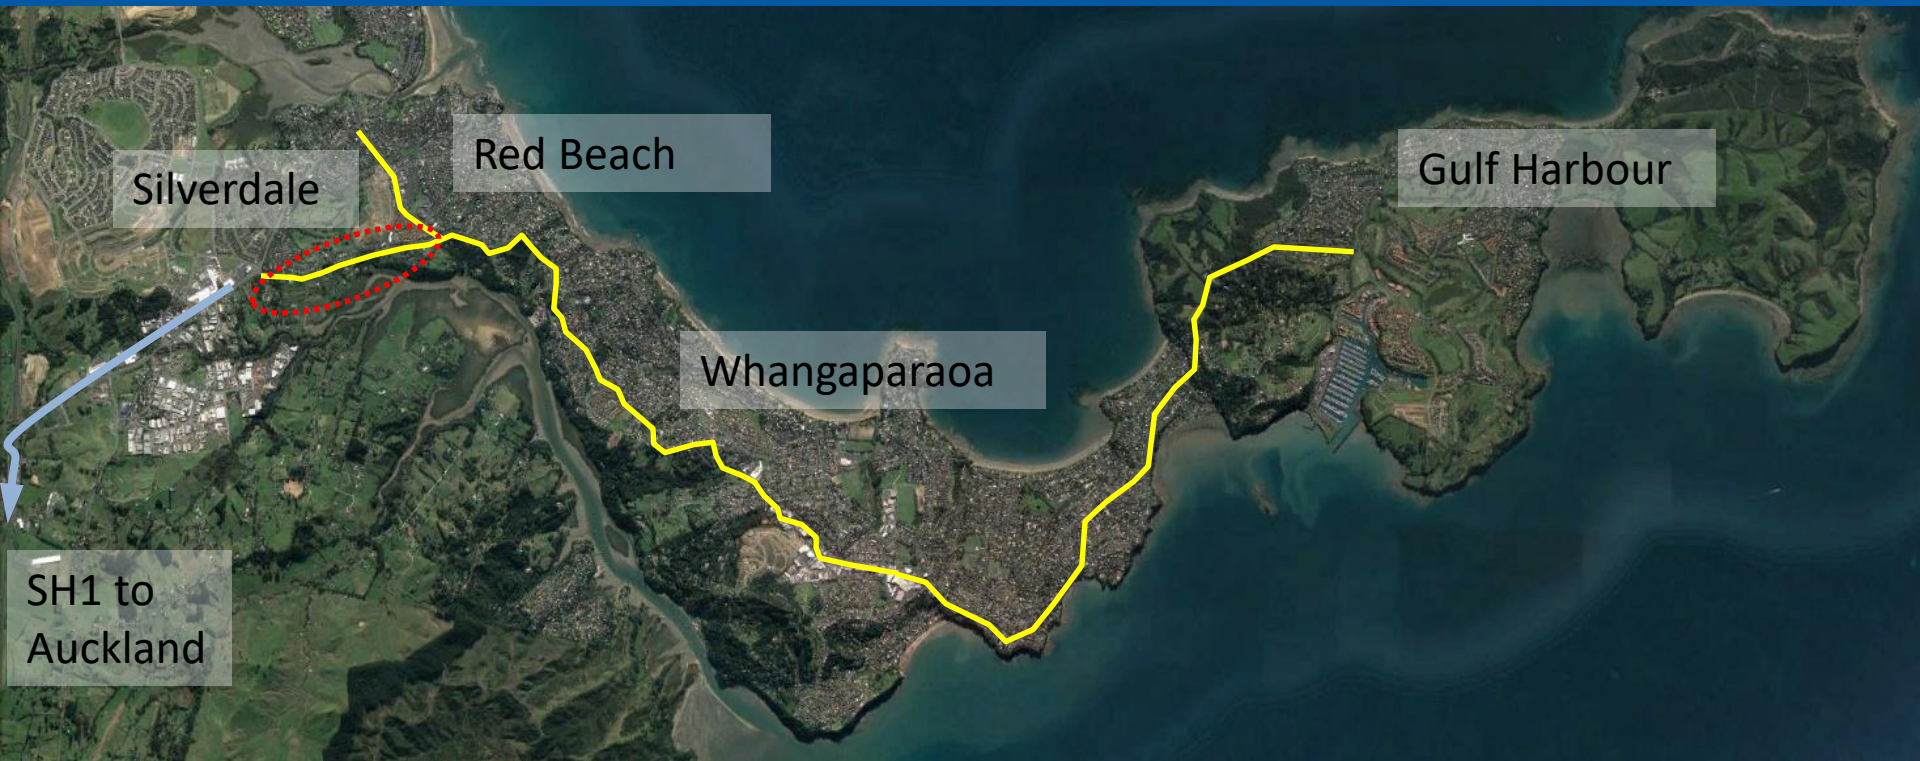 Red Beach
Gulf Harbour
Silverdale
Whangaparaoa
SH1 to
Auckland